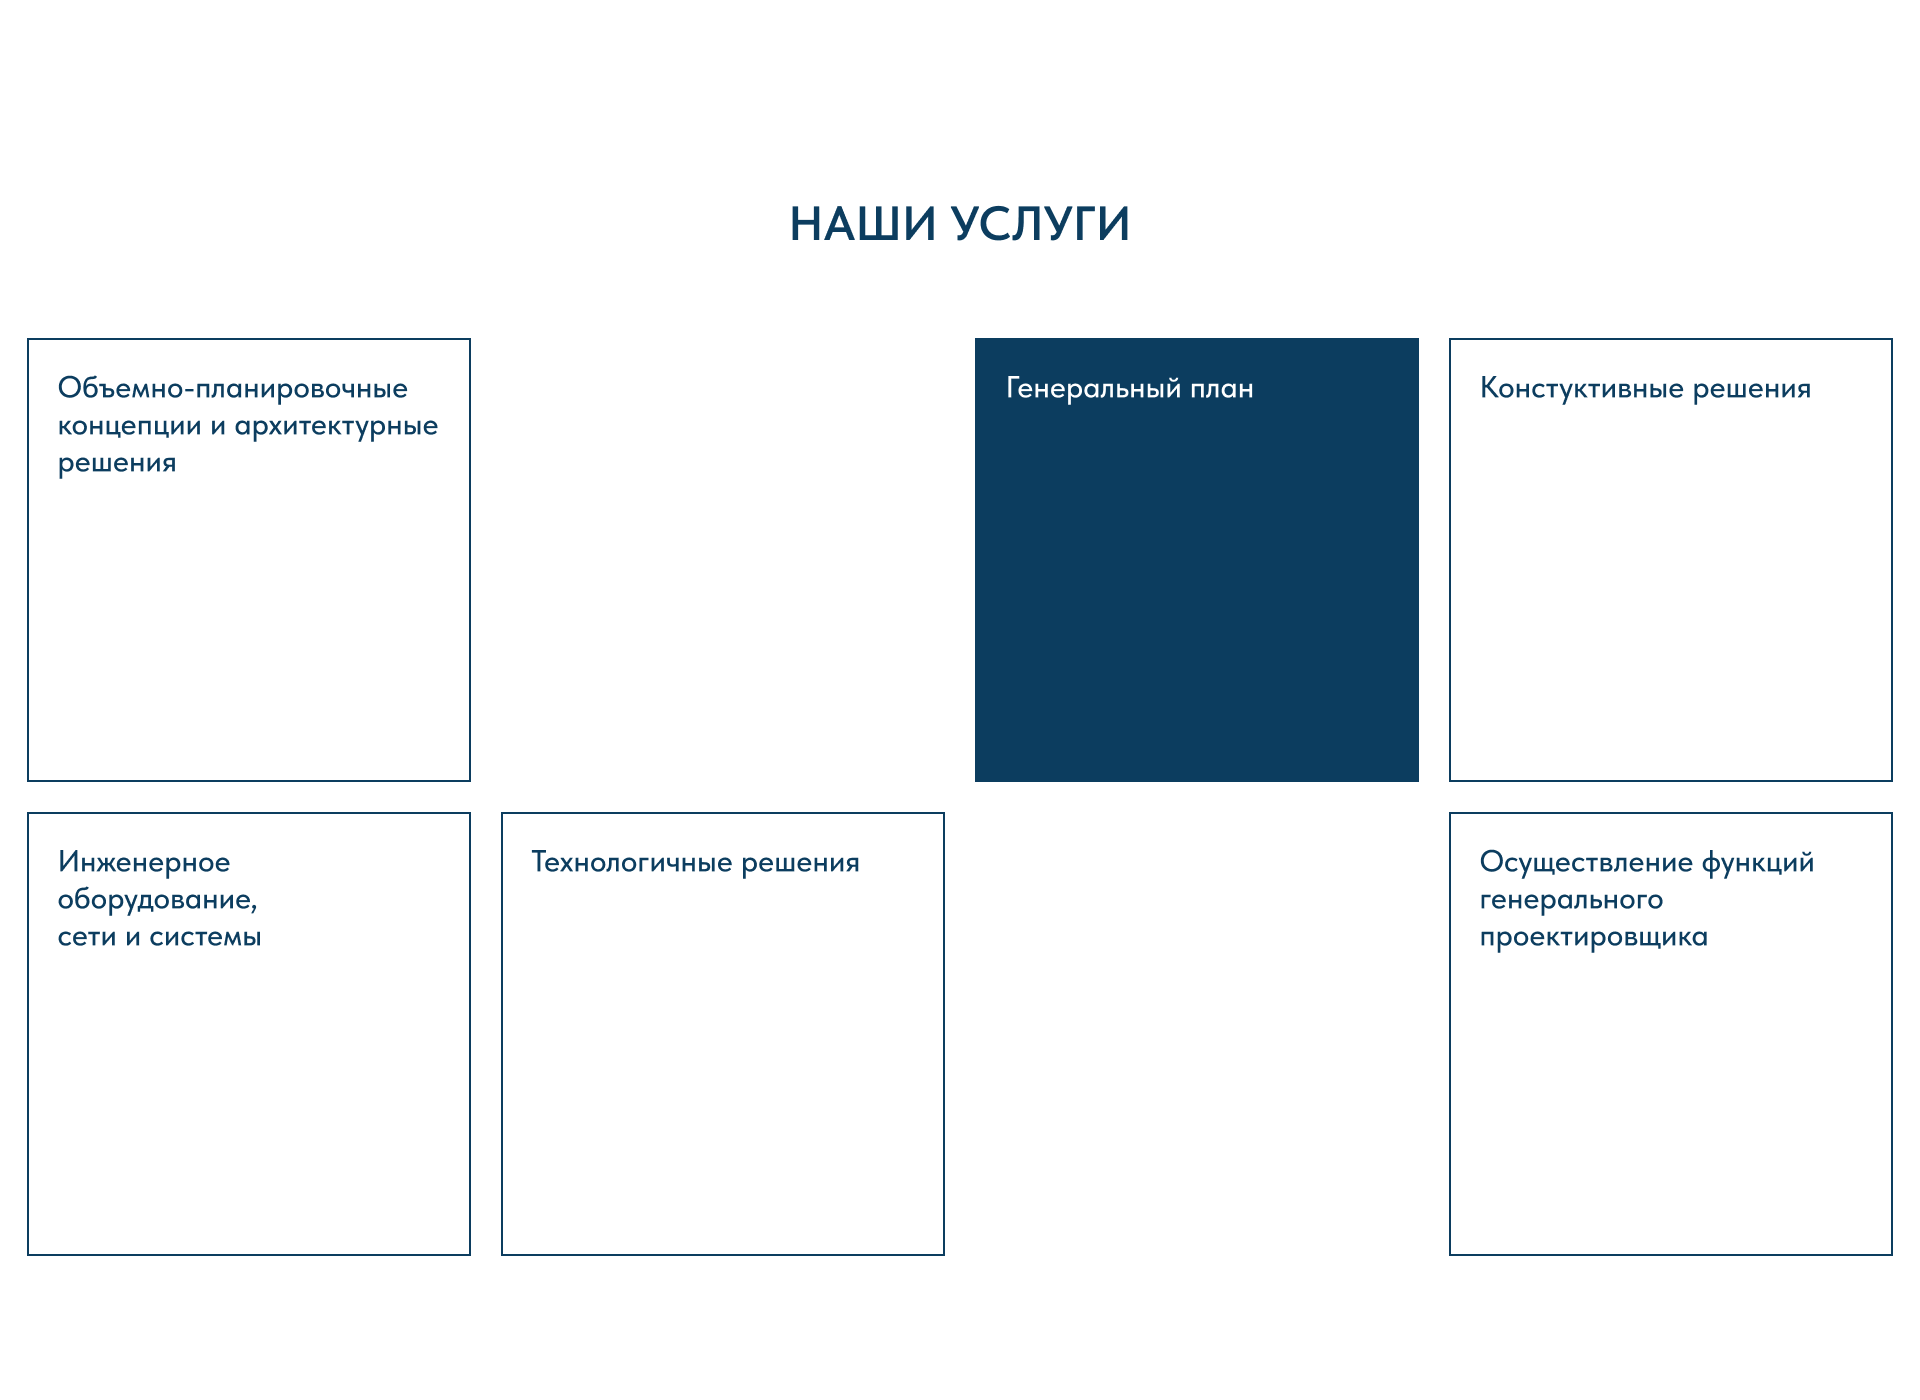 НАШИ УСЛУГИ
Объемно-планировочные
концепции и архитектурные
решения
Генеральный план
Констуктивные решения
Инженерное
оборудование,
сети и системы
Технологичные решения
Осуществление функций
генерального
проектировщика